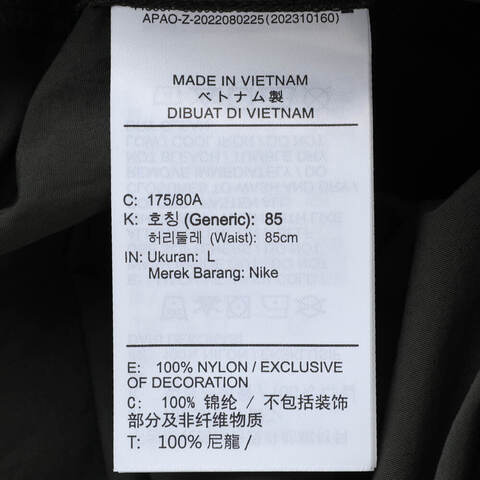 APAO-Z-2022080225(202310160)
MADE IN VIETNAM
ベトナム製
DIBUAT DI VIETNAM
C: 175/80A
K: 호칭 (Generic): 85
허리둘레 (Waist): 85cm
IN: Ukuran: L
Merek Barang: Nike
E: 100% NYLON / EXCLUSIVE
OF DECORATION
C: 100% 锦纶 / 不包括装饰
部分及非纤维物质
T: 100% 尼龍 /